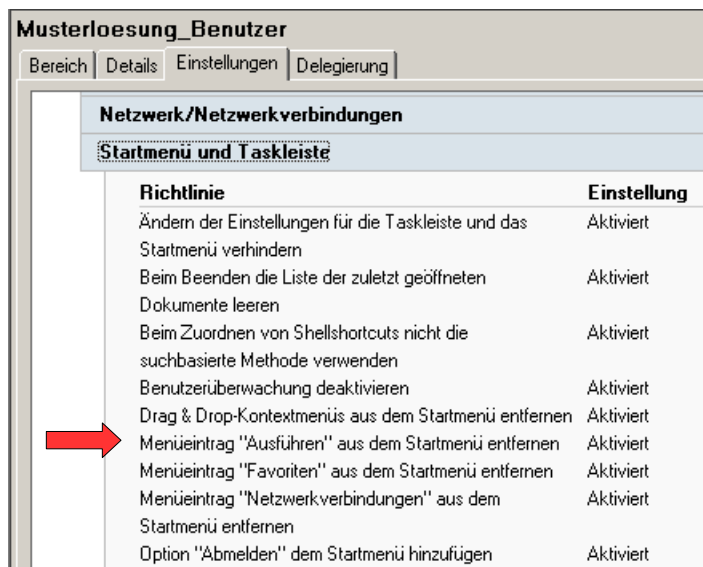 Musterloesung_Benutzer
Bereich Details Einstellungen Delegierung
Netzwerk/Netzwerkverbindungen
Startmenü und Taskleiste
Richtlinie Einstellung
Ändern der Einstellungen für die Taskleiste und das Aktiviert
Startmenü verhindern
Beim Beenden die Liste der zuletzt geöffneten Aktiviert
Dokumente leeren
Beim Zuordnen von Shellshortcuts nicht die Aktiviert
suchbasierte Methode verwenden
Benutzerüberwachung deaktivieren Aktiviert
Drag & Drop-Kontextmenüs aus dem Startmenü entfernen Aktiviert
Menüeintrag "Ausführen" aus dem Startmenü entfernen Aktiviert
Menüeintrag "Favoriten" aus dem Startmenü entfernen Aktiviert
Menüeintrag "Netzwerkverbindungen" aus dem Aktiviert
Startmenü entfernen
Option "Abmelden" dem Startmenü hinzufügen Aktiviert